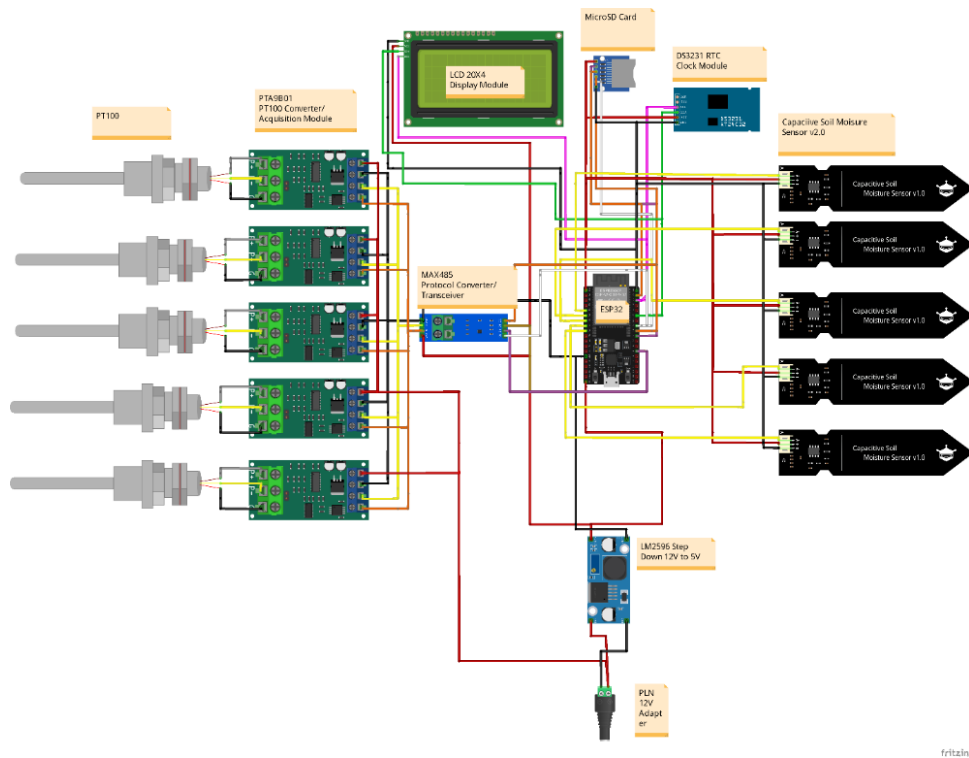 MicroSD Card
DS3231 RTC
Clock Module
LCD 20X4
Display Module
PT100
PTA9B01
PT100 Converter/
Acquisition Module
Capaciive Soil Moisure
Sensor v2.0
Capacitive Soil
Moisture Sensor v1.0
Capacitive Soil
Moisture Sensor v1.0
MAX485
Protocol Converter/
Transceiver
ESP32
Capacitive Soil
Moisture Sensor v1.0
Capacitive Soil
Moisture Sensor v1.0
Capacitive Soil
Moisture Sensor v1.0
LM2596 Step
Down 12V to 5V
PLN
12V
Adapt
er
fritzin